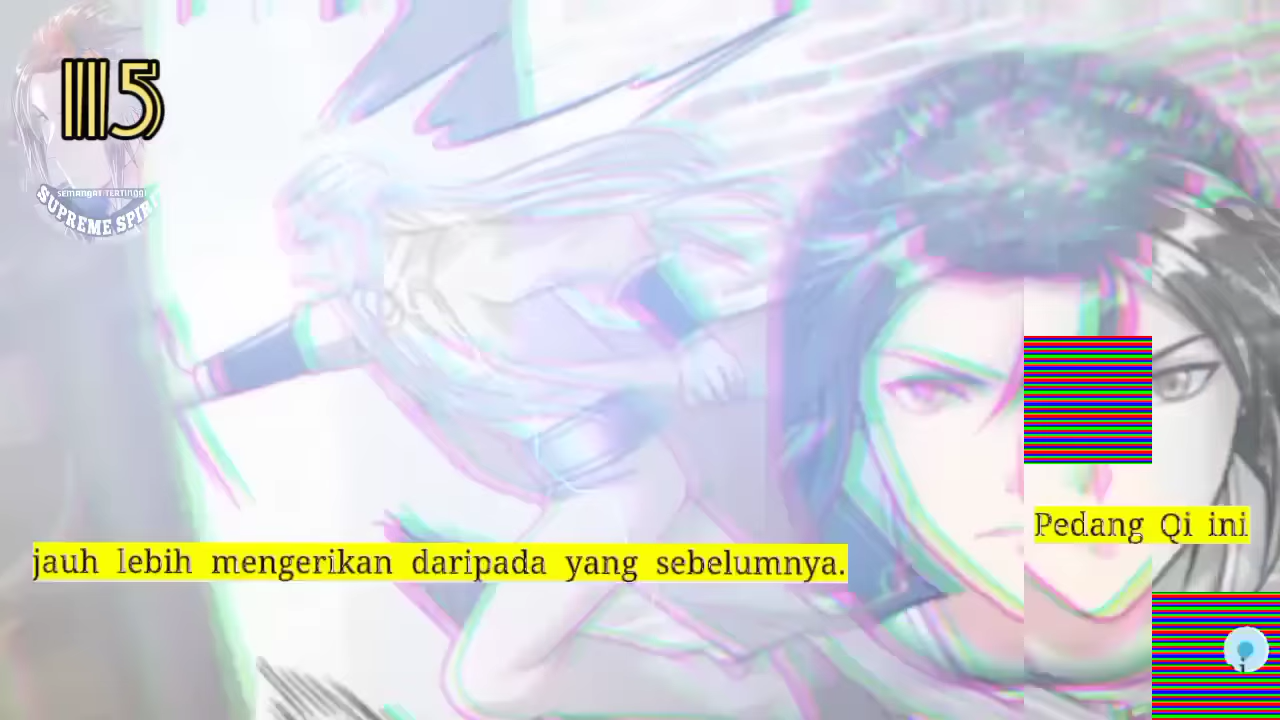 115
SEMANGAT TERTINGGI
SUPREME SPIRIT
Pedang Qi ini
jauh lebih mengerikan daripada yang sebelumnya.